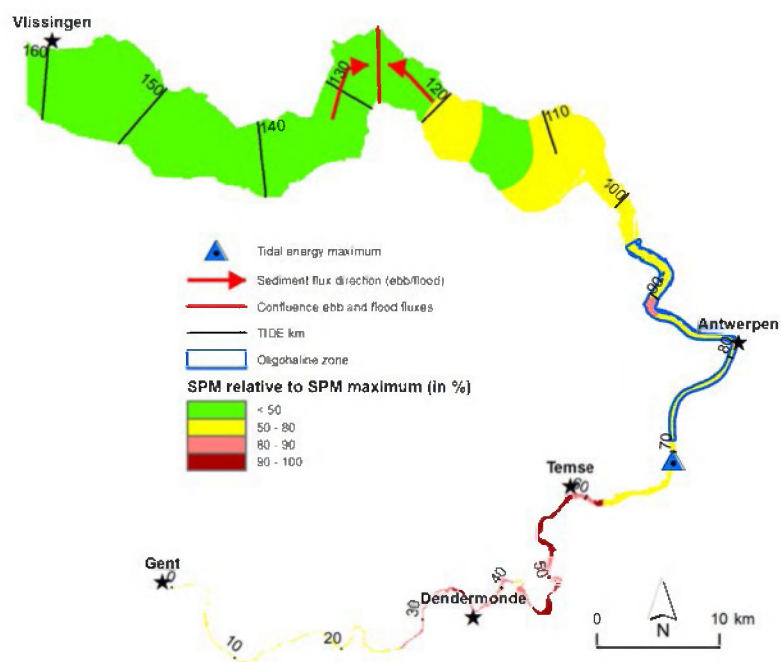 Vlissingen
160
150
140
130
120
110
100
90
Antwerpen
80
70
Temse
60
50
40
Dendermonde
30
20
10
0
Gent
Tidal energy maximum
Sediment flux direction (ebb/flood)
Confluence ebb and flood fluxes
TIDE km
Oligohaline zone
SPM relative to SPM maximum (in %)
< 50
50 - 80
80 - 90
90 - 100
0 10 km
N